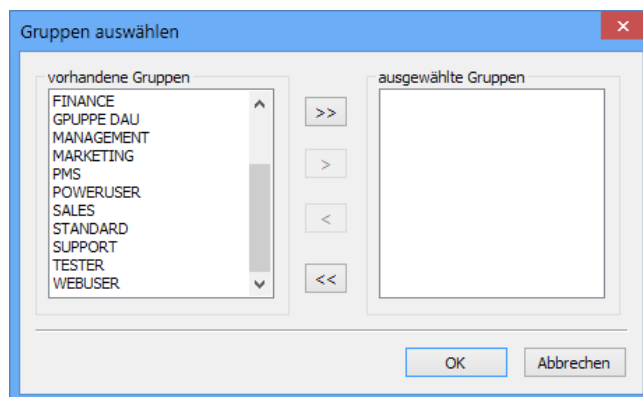 Gruppen auswählen
vorhandene Gruppen
FINANCE
GPUPPE DAU
MANAGEMENT
MARKETING
PMS
POWERUSER
SALES
STANDARD
SUPPORT
TESTER
WEBUSER
>>
>
<
<<
ausgewählte Gruppen
OK
Abbrechen